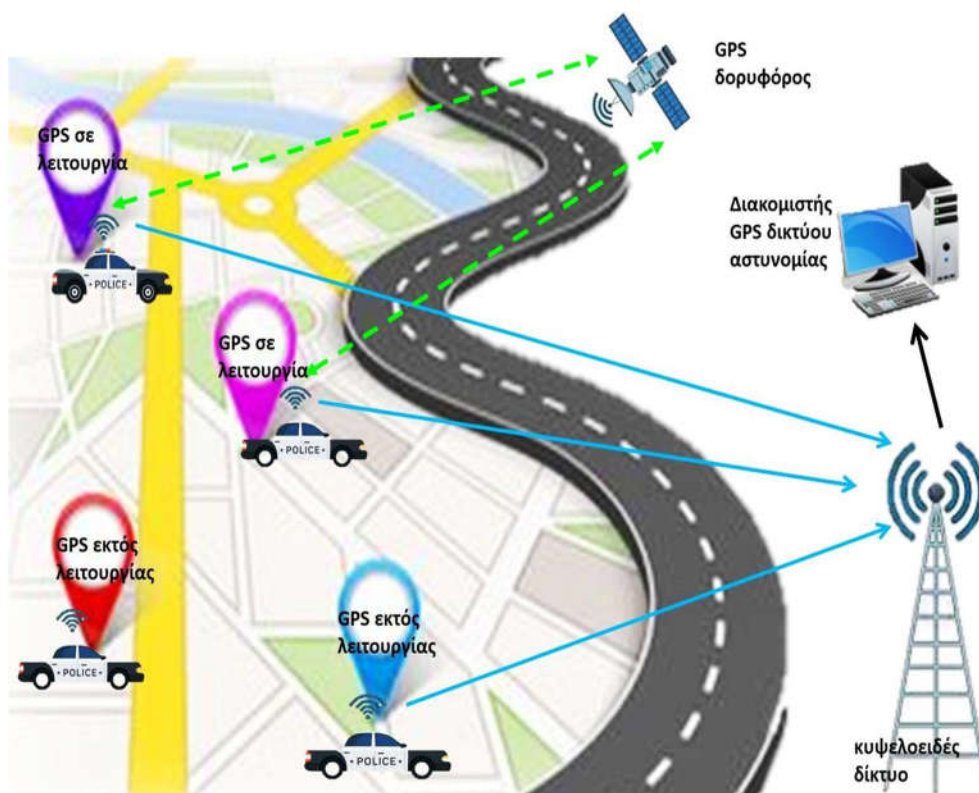 GPS
δορυφόρος
GPS σε
λειτουργία
POLICE
Διακομιστής
GPS δικτύου
αστυνομίας
GPS σε
λειτουργία
POLICE
GPS εκτός
λειτουργίας
POLICE
GPS εκτός
λειτουργίας
POLICE
κυψελοειδές
δίκτυο